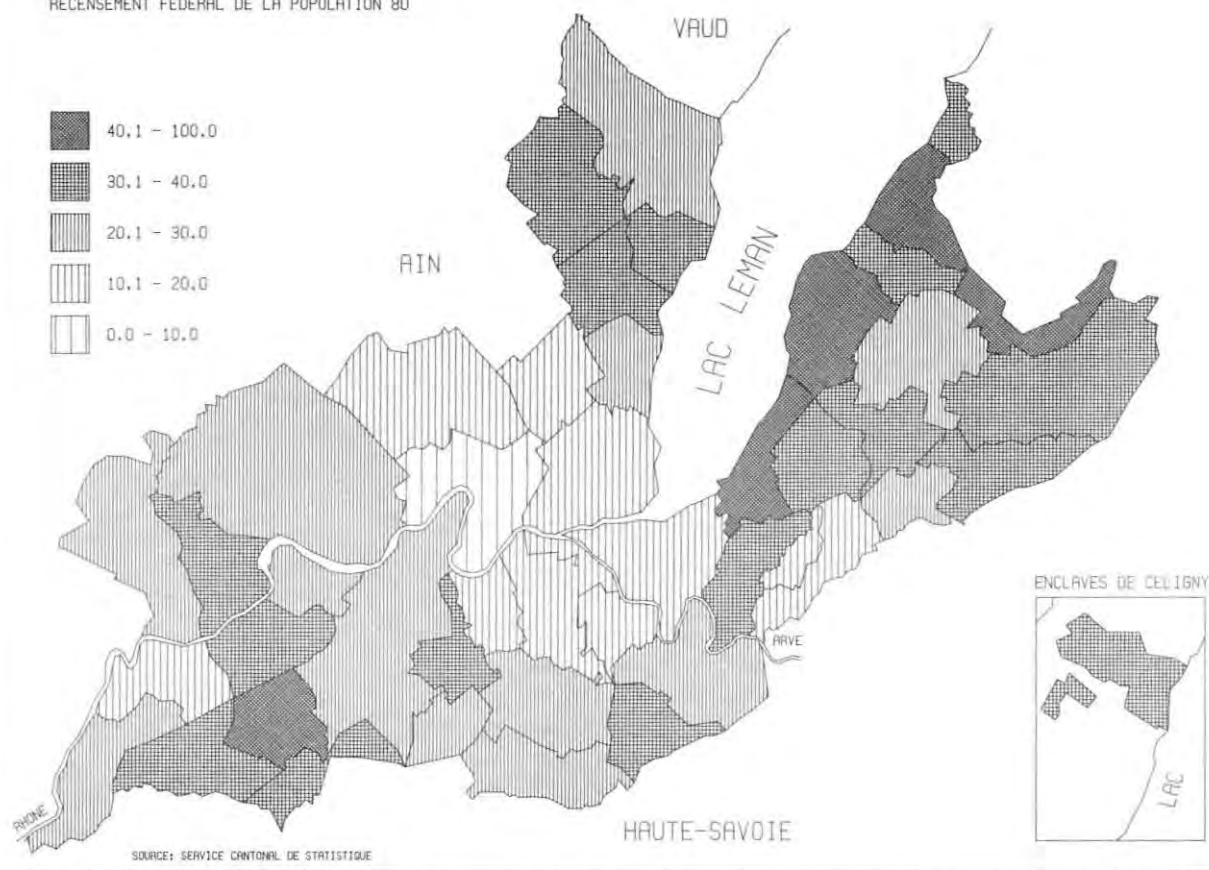 RECENSEMENT FEDERAL DE LA POPULATION 80
VAUD
40.1 - 100.0
30.1 - 40.0
20.1 - 30.0
10.1 - 20.0
0.0 - 10.0
AIN
LAC LEMAN
ENCLAVES DE CELIGNY
ARVE
LAC
RHONE
HAUTE-SAVOIE
SOURCE: SERVICE CANTONAL DE STATISTIQUE